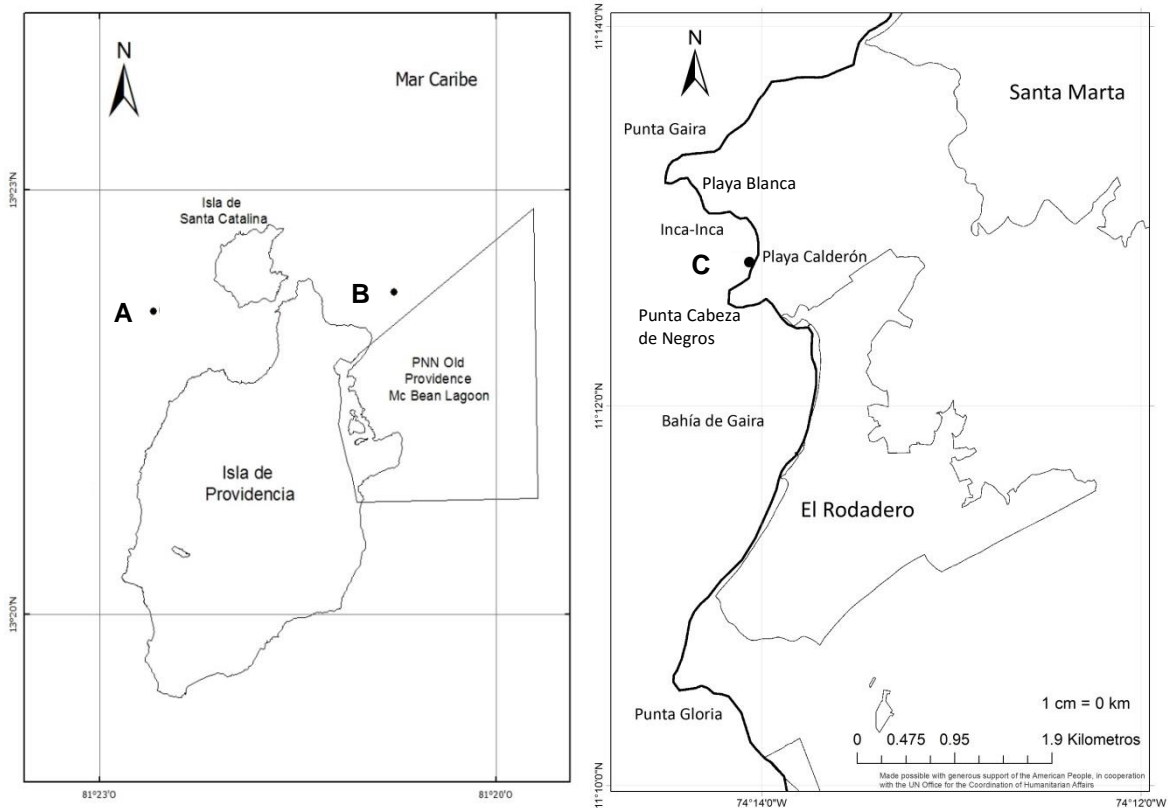 N
Mar Caribe
13°23'N
Isla de
Santa Catalina
A
B
PNN Old
Providence
Mc Bean Lagoon
Isla de
Providencia
13°20'N
81°23'0
81°20'0
11°14'0"N
N
Santa Marta
Punta Gaira
Playa Blanca
Inca-Inca
C
Playa Calderón
Punta Cabeza
de Negros
11°12'0"N
Bahía de Gaira
El Rodadero
Punta Gloria
1 cm = 0 km
0 0.475 0.95 1.9 Kilometros
Made possible with generous support of the American People, in cooperation
with the UN Office for the Coordination of Humanitarian Affairs
11°10'0"N
74°14'0"W
74°12'0"W